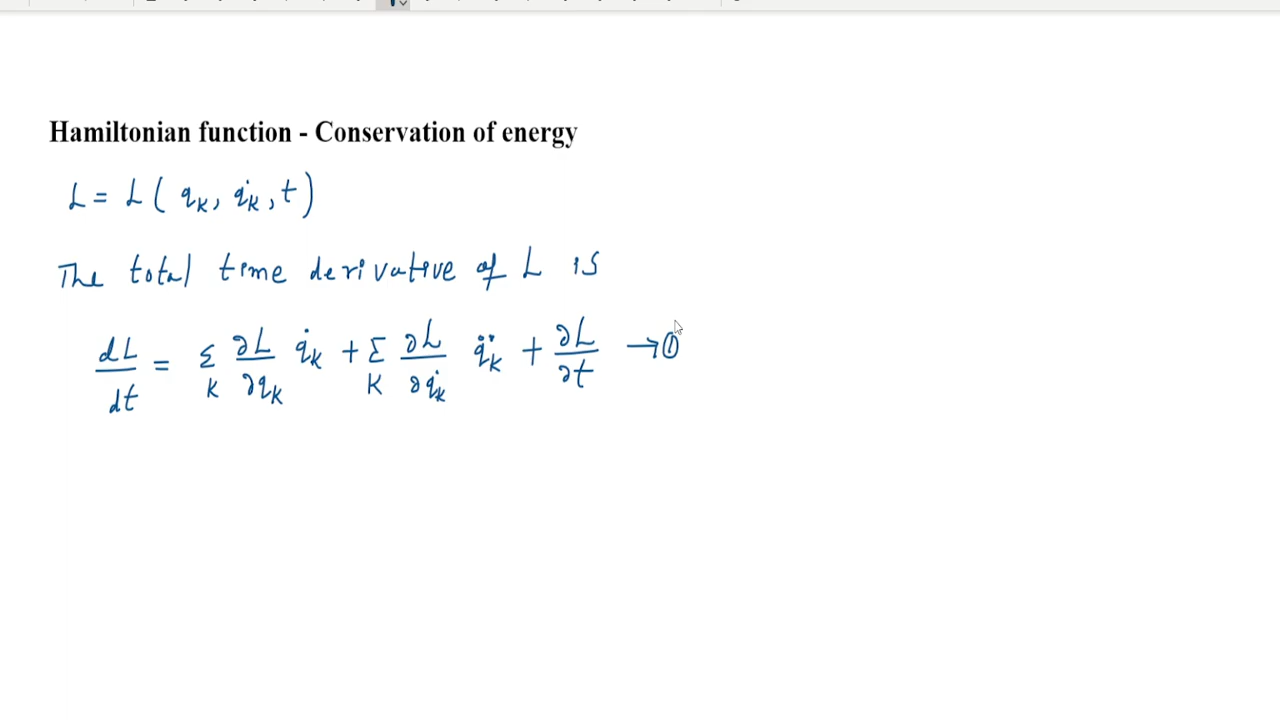 Hamiltonian function - Conservation of energy
L = L ( qₖ, q̇ₖ, t )
The total time derivative of L is
dL/dt = Σₖ ∂L/∂qₖ q̇ₖ + Σₖ ∂L/∂q̇ₖ q̈ₖ + ∂L/∂t → ①